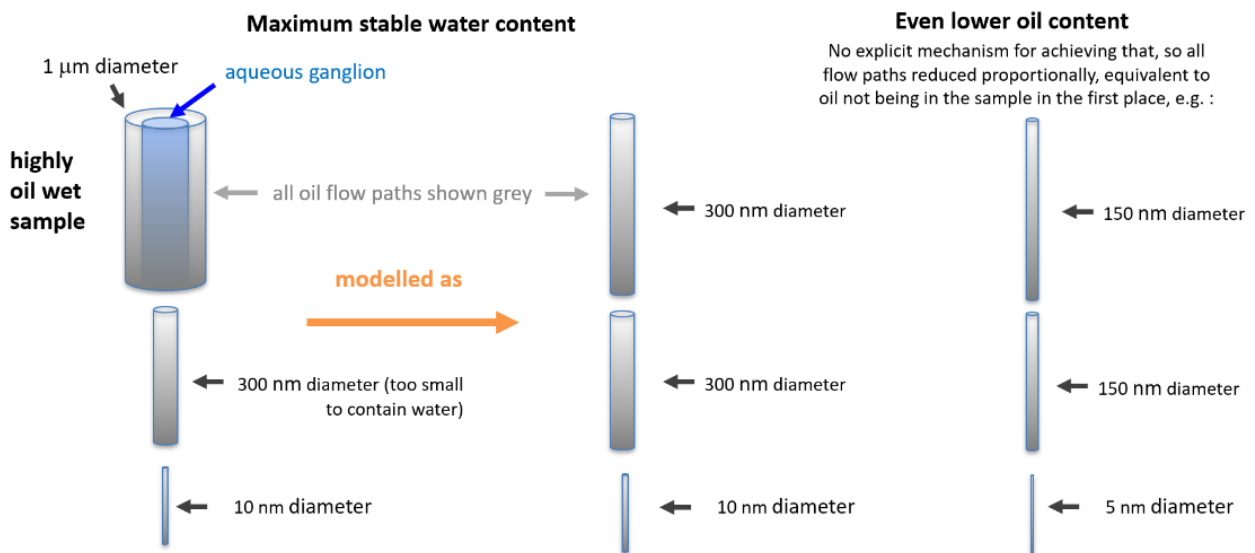 Maximum stable water content
1 μm diameter
aqueous ganglion
highly
oil wet
sample
all oil flow paths shown grey
modelled as
300 nm diameter (too small
to contain water)
10 nm diameter
300 nm diameter
300 nm diameter
10 nm diameter
Even lower oil content
No explicit mechanism for achieving that, so all
flow paths reduced proportionally, equivalent to
oil not being in the sample in the first place, e.g. :
150 nm diameter
150 nm diameter
5 nm diameter